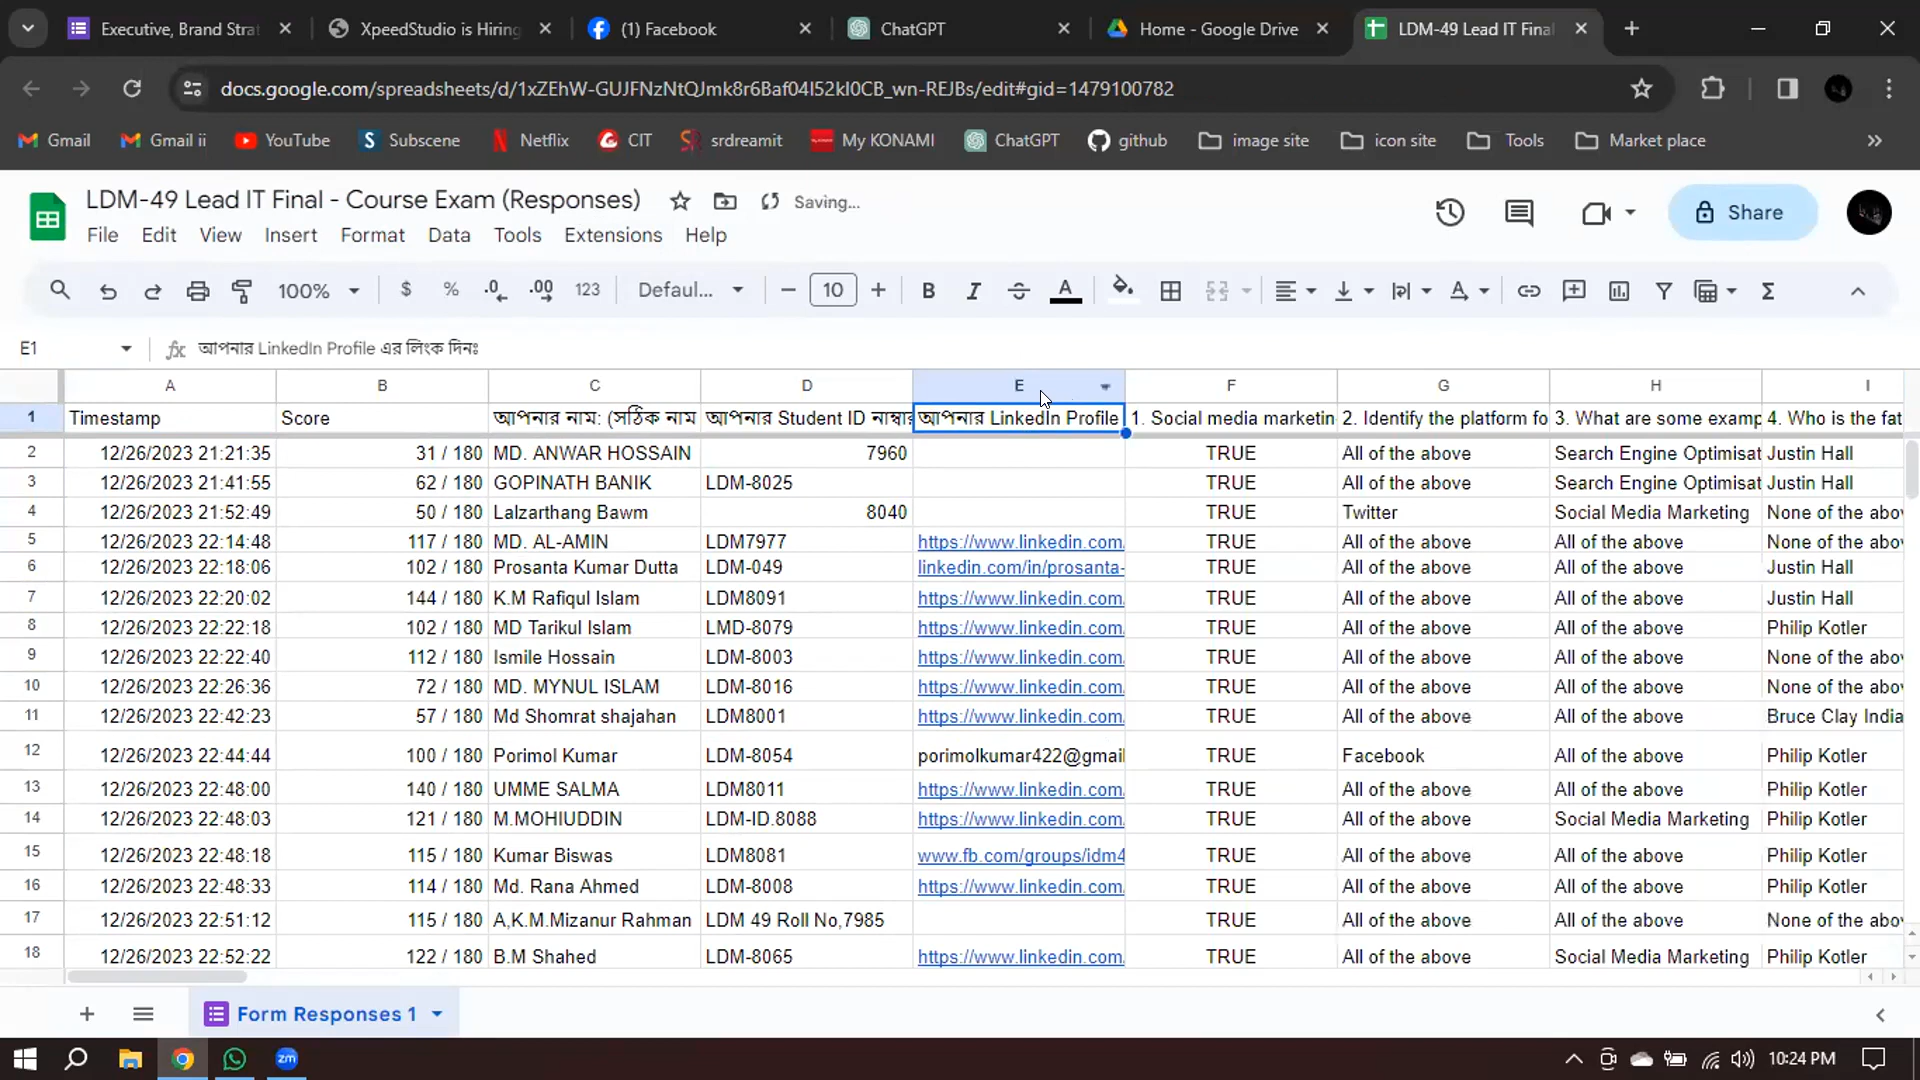 Executive, Brand Strat
XpeedStudio is Hiring
(1) Facebook
ChatGPT
Home - Google Drive
LDM-49 Lead IT Final
docs.google.com/spreadsheets/d/1xZEhW-GUJFNzNtQJmk8r6Baf04I52kI0CB_wn-REJBs/edit#gid=1479100782
Gmail Gmail ii YouTube Subscene Netflix CIT srdreamit My KONAMI ChatGPT github image site icon site Tools Market place
LDM-49 Lead IT Final - Course Exam (Responses) Saving...
Share
File Edit View Insert Format Data Tools Extensions Help
100% $ % .0 .00 123 Defaul... 10 B I A
E1 fx আপনার LinkedIn Profile এর লিংক দিনঃ
A B C D E F G H I
1 Timestamp Score আপনার নাম: (সঠিক নাম আপনার Student ID নাম্বার আপনার LinkedIn Profile 1. Social media marketin 2. Identify the platform fo 3. What are some examp 4. Who is the fat
2 12/26/2023 21:21:35 31 / 180 MD. ANWAR HOSSAIN 7960 TRUE All of the above Search Engine Optimisat Justin Hall
3 12/26/2023 21:41:55 62 / 180 GOPINATH BANIK LDM-8025 TRUE All of the above Search Engine Optimisat Justin Hall
4 12/26/2023 21:52:49 50 / 180 Lalzarthang Bawm 8040 TRUE Twitter Social Media Marketing None of the abov
5 12/26/2023 22:14:48 117 / 180 MD. AL-AMIN LDM7977 https://www.linkedin.com/ TRUE All of the above All of the above None of the abov
6 12/26/2023 22:18:06 102 / 180 Prosanta Kumar Dutta LDM-049 linkedin.com/in/prosanta- TRUE All of the above All of the above Justin Hall
7 12/26/2023 22:20:02 144 / 180 K.M Rafiqul Islam LDM8091 https://www.linkedin.com/ TRUE All of the above All of the above Justin Hall
8 12/26/2023 22:22:18 102 / 180 MD Tarikul Islam LMD-8079 https://www.linkedin.com/ TRUE All of the above All of the above Philip Kotler
9 12/26/2023 22:22:40 112 / 180 Ismile Hossain LDM-8003 https://www.linkedin.com/ TRUE All of the above All of the above None of the abov
10 12/26/2023 22:26:36 72 / 180 MD. MYNUL ISLAM LDM-8016 https://www.linkedin.com/ TRUE All of the above All of the above None of the abov
11 12/26/2023 22:42:23 57 / 180 Md Shomrat shajahan LDM8001 https://www.linkedin.com/ TRUE All of the above All of the above Bruce Clay India
12 12/26/2023 22:44:44 100 / 180 Porimol Kumar LDM-8054 porimolkumar422@gmail TRUE Facebook All of the above Philip Kotler
13 12/26/2023 22:48:00 140 / 180 UMME SALMA LDM8011 https://www.linkedin.com/ TRUE All of the above All of the above Philip Kotler
14 12/26/2023 22:48:03 121 / 180 M.MOHIUDDIN LDM-ID.8088 https://www.linkedin.com/ TRUE All of the above Social Media Marketing Philip Kotler
15 12/26/2023 22:48:18 115 / 180 Kumar Biswas LDM8081 www.fb.com/groups/idm4 TRUE All of the above All of the above Philip Kotler
16 12/26/2023 22:48:33 114 / 180 Md. Rana Ahmed LDM-8008 https://www.linkedin.com/ TRUE All of the above All of the above Philip Kotler
17 12/26/2023 22:51:12 115 / 180 A,K.M.Mizanur Rahman LDM 49 Roll No,7985 TRUE All of the above All of the above None of the abov
18 12/26/2023 22:52:22 122 / 180 B.M Shahed LDM-8065 https://www.linkedin.com/ TRUE All of the above Social Media Marketing Philip Kotler
Form Responses 1
zm
10:24 PM